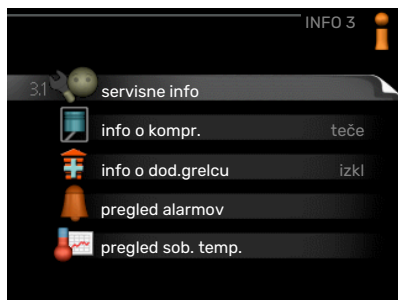 INFO 3
3.1 servisne info
info o kompr. teče
info o dod.grelcu izkl
pregled alarmov
pregled sob. temp.